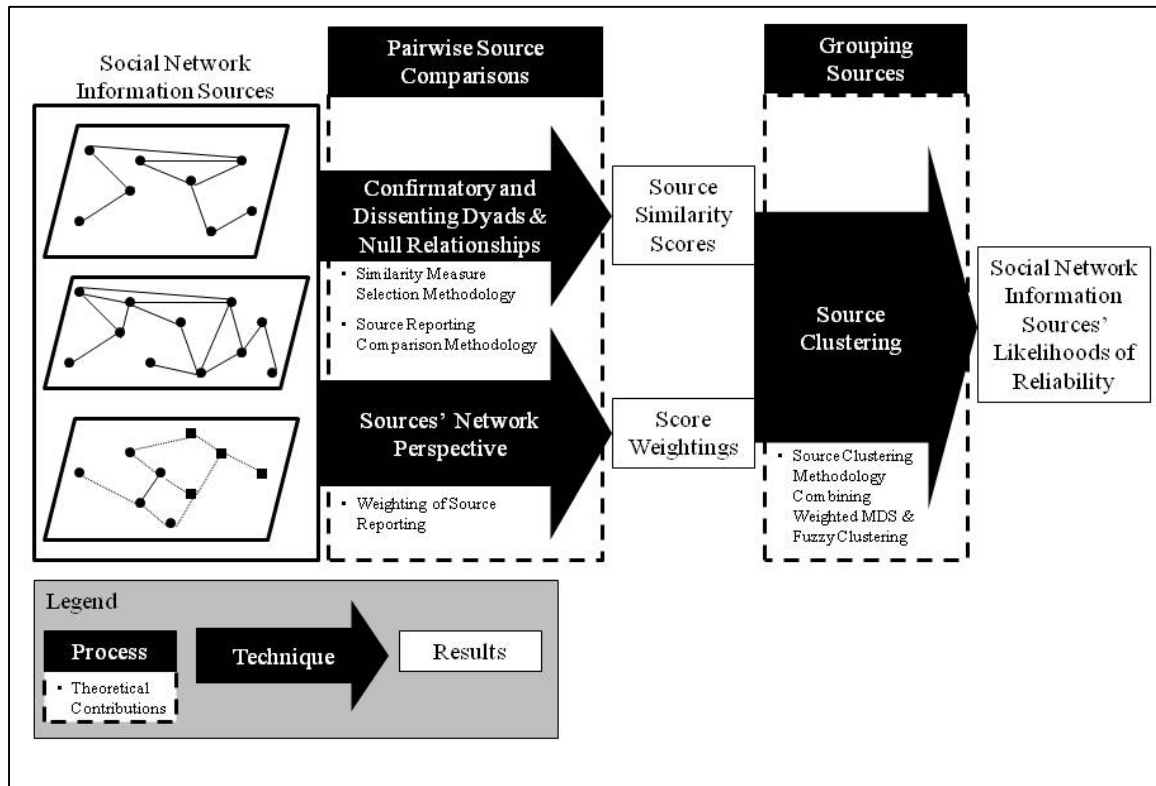 Social Network
Information Sources
Pairwise Source
Comparisons
Confirmatory and
Dissenting Dyads &
Null Relationships
▪ Similarity Measure
Selection Methodology
▪ Source Reporting
Comparison Methodology
Sources' Network
Perspective
▪ Weighting of Source
Reporting
Source
Similarity
Scores
Score
Weightings
Grouping
Sources
Source
Clustering
▪ Source Clustering
Methodology
Combining
Weighted MDS &
Fuzzy Clustering
Social Network
Information
Sources'
Likelihoods of
Reliability
Legend
Process
▪ Theoretical
Contributions
Technique
Results